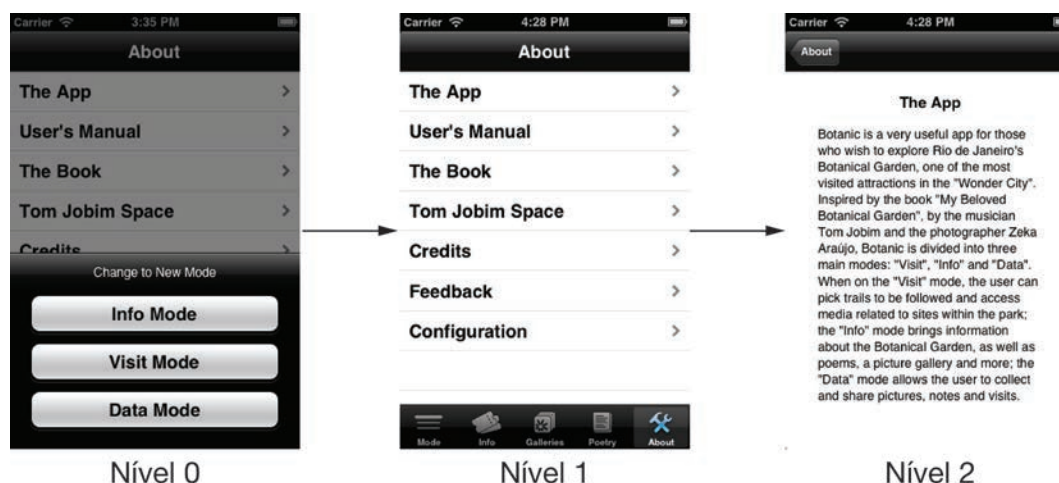 Carrier 3:35 PM
About
The App
User's Manual
The Book
Tom Jobim Space
Credits
Change to New Mode
Info Mode
Visit Mode
Data Mode
Nível 0
Carrier 4:28 PM
About
The App
User's Manual
The Book
Tom Jobim Space
Credits
Feedback
Configuration
Mode Info Galleries Poetry About
Nível 1
Carrier 4:28 PM
About
The App
Botanic is a very useful app for those
who wish to explore Rio de Janeiro's
Botanical Garden, one of the most
visited attractions in the "Wonder City".
Inspired by the book "My Beloved
Botanical Garden", by the musician
Tom Jobim and the photographer Zeka
Araújo, Botanic is divided into three
main modes: "Visit", "Info" and "Data".
When on the "Visit" mode, the user can
pick trails to be followed and access
media related to sites within the park;
the "Info" mode brings information
about the Botanical Garden, as well as
poems, a picture gallery and more; the
"Data" mode allows the user to collect
and share pictures, notes and visits.
Nível 2